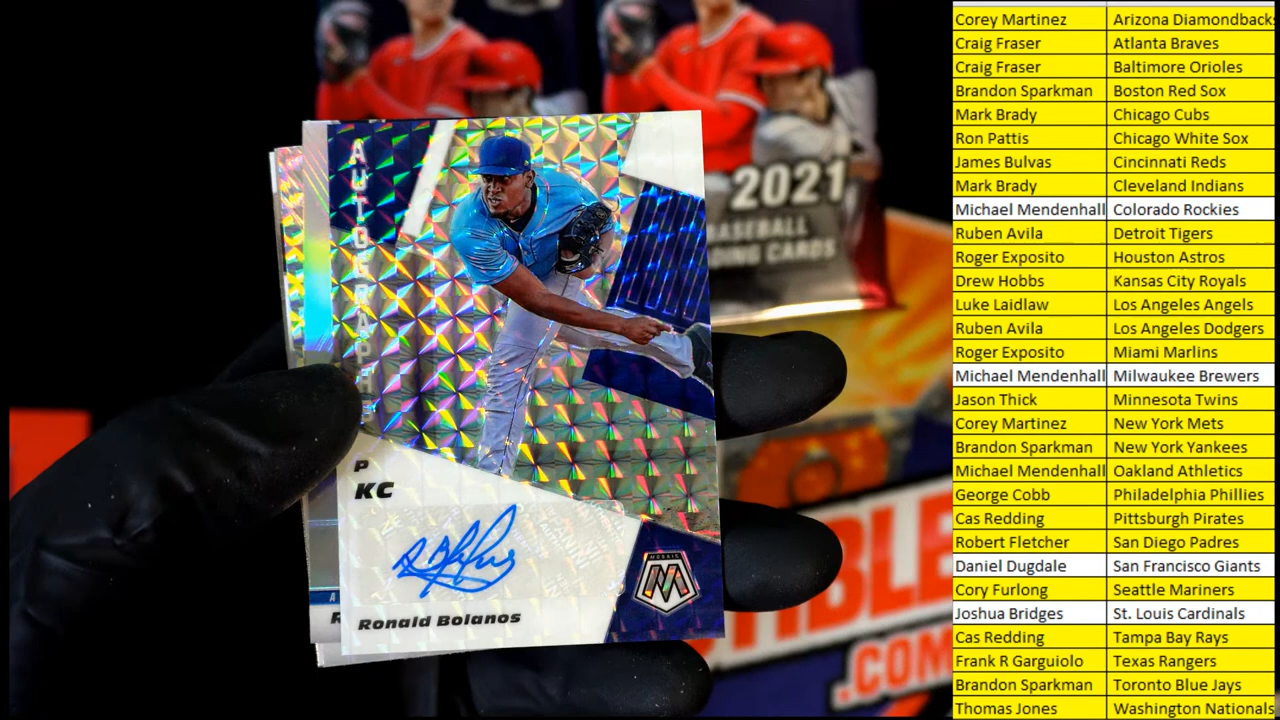 AUTOGRAPHS
P
KC
Ronald Bolanos
MOSAIC
2021
BASEBALL
TRADING CARDS
.COM
Corey Martinez Arizona Diamondbacks
Craig Fraser Atlanta Braves
Craig Fraser Baltimore Orioles
Brandon Sparkman Boston Red Sox
Mark Brady Chicago Cubs
Ron Pattis Chicago White Sox
James Bulvas Cincinnati Reds
Mark Brady Cleveland Indians
Michael Mendenhall Colorado Rockies
Ruben Avila Detroit Tigers
Roger Exposito Houston Astros
Drew Hobbs Kansas City Royals
Luke Laidlaw Los Angeles Angels
Ruben Avila Los Angeles Dodgers
Roger Exposito Miami Marlins
Michael Mendenhall Milwaukee Brewers
Jason Thick Minnesota Twins
Corey Martinez New York Mets
Brandon Sparkman New York Yankees
Michael Mendenhall Oakland Athletics
George Cobb Philadelphia Phillies
Cas Redding Pittsburgh Pirates
Robert Fletcher San Diego Padres
Daniel Dugdale San Francisco Giants
Cory Furlong Seattle Mariners
Joshua Bridges St. Louis Cardinals
Cas Redding Tampa Bay Rays
Frank R Garguiolo Texas Rangers
Brandon Sparkman Toronto Blue Jays
Thomas Jones Washington Nationals